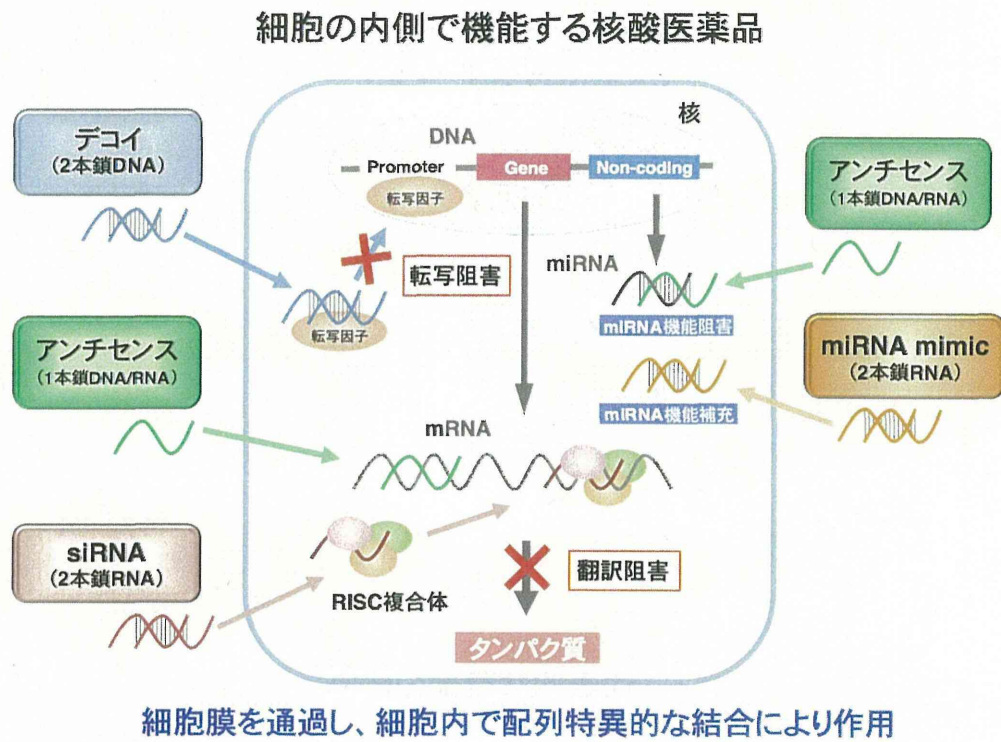 細胞の内側で機能する核酸医薬品
核
デコイ
(2本鎖DNA)
DNA
Promoter
Gene
Non-coding
転写因子
アンチセンス
(1本鎖DNA/RNA)
転写阻害
miRNA
転写因子
miRNA機能阻害
アンチセンス
(1本鎖DNA/RNA)
miRNA mimic
(2本鎖RNA)
miRNA機能補充
mRNA
siRNA
(2本鎖RNA)
RISC複合体
翻訳阻害
タンパク質
細胞膜を通過し、細胞内で配列特異的な結合により作用